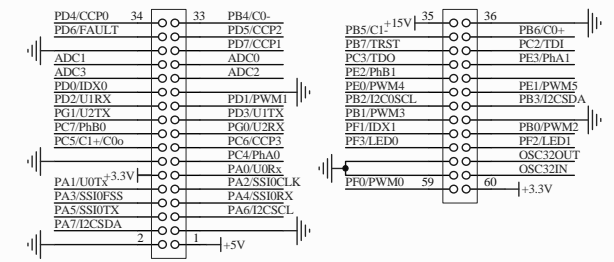 PD4/CCP0 34 33 PB4/C0-
PD6/FAULT PD5/CCP2
PD7/CCP1
ADC1 ADC0
ADC3 ADC2
PD0/IDX0
PD2/U1RX PD1/PWM1
PG1/U2TX PD3/U1TX
PC7/PhB0 PG0/U2RX
PC5/C1+/C0o PC6/CCP3
PC4/PhA0
+3.3V PA0/U0Rx
PA1/U0Tx PA2/SSI0CLK
PA3/SSI0FSS PA4/SSI0RX
PA5/SSI0TX PA6/I2CSCL
PA7/I2CSDA
2 1 +5V
+15V 35 36
PB5/C1- PB6/C0+
PB7/TRST PC2/TDI
PC3/TDO PE3/PhA1
PE2/PhB1
PE0/PWM4 PE1/PWM5
PB2/I2C0SCL PB3/I2CSDA
PB1/PWM3
PF1/IDX1 PB0/PWM2
PF3/LED0 PF2/LED1
OSC32OUT
OSC32IN
PF0/PWM0 59 60 +3.3V